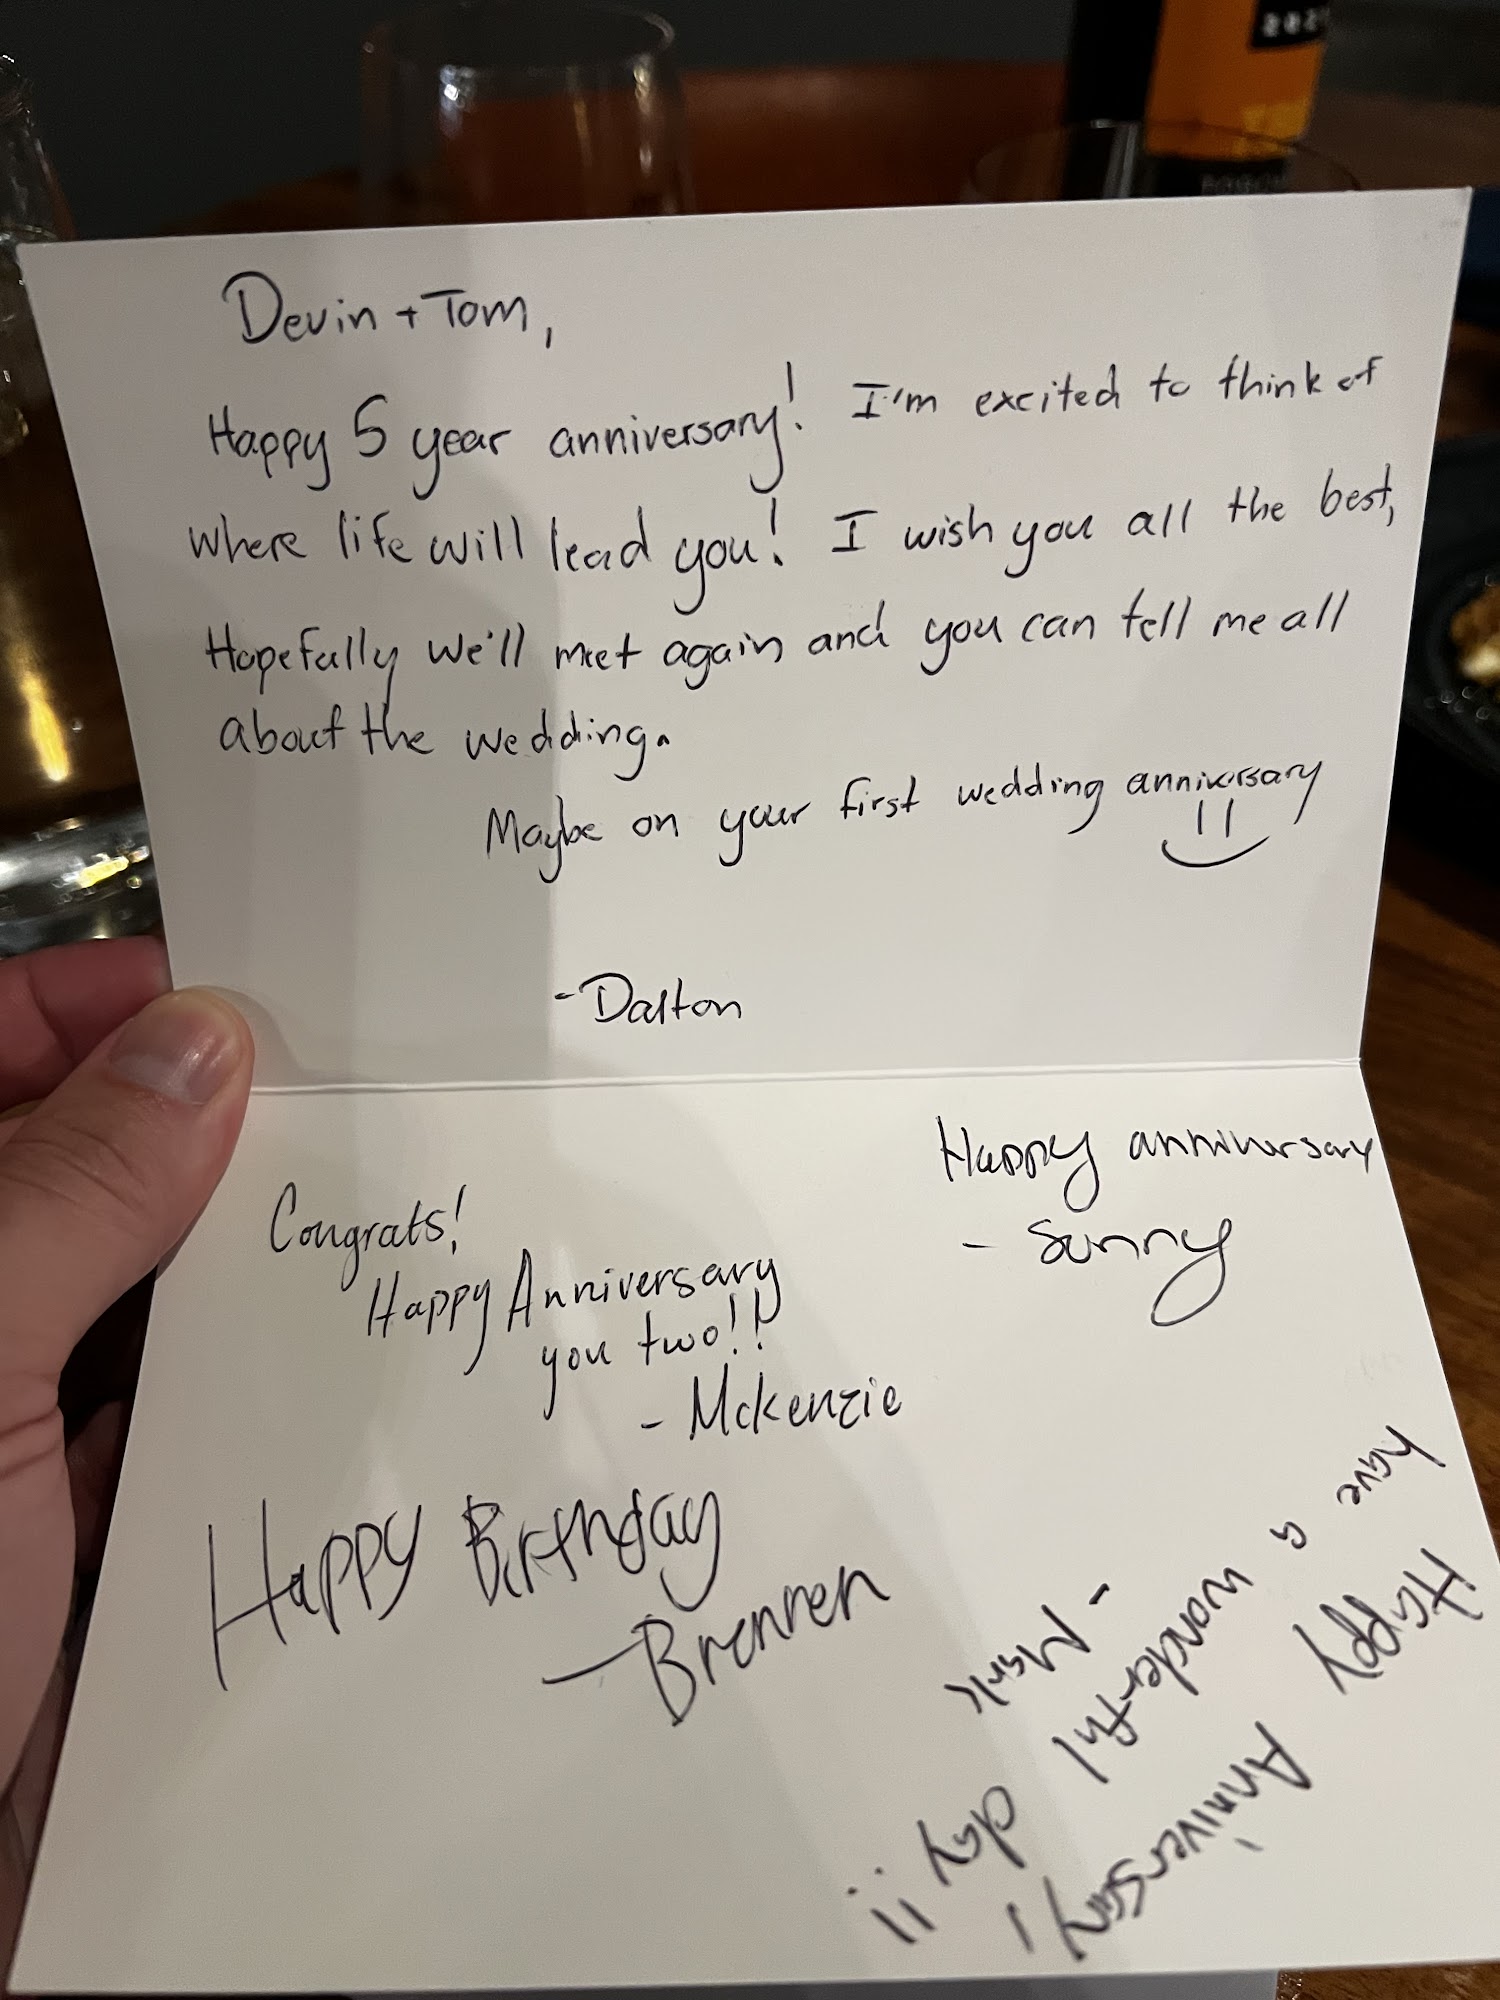 Devin + Tom,
Happy 5 year anniversary! I'm excited to think of
where life will lead you! I wish you all the best,
Hopefully we'll meet again and you can tell me all
about the wedding.
Maybe on your first wedding anniversary
-Dalton
Happy anniversary
- Sunny
Congrats!
Happy Anniversary
you two!!
- Mckenzie
Happy Birthday
-Brennen
Happy Anniversary!
have a wonderful day!!
- Mark